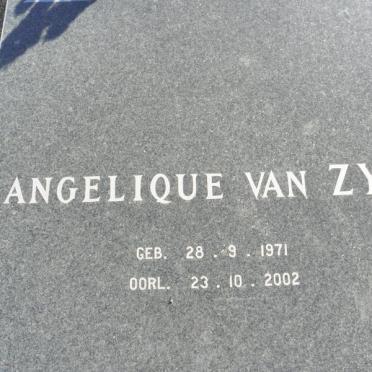 ANGELIQUE VAN ZY
GEB. 28 . 9 . 1971
OORL. 23 . 10 . 2002